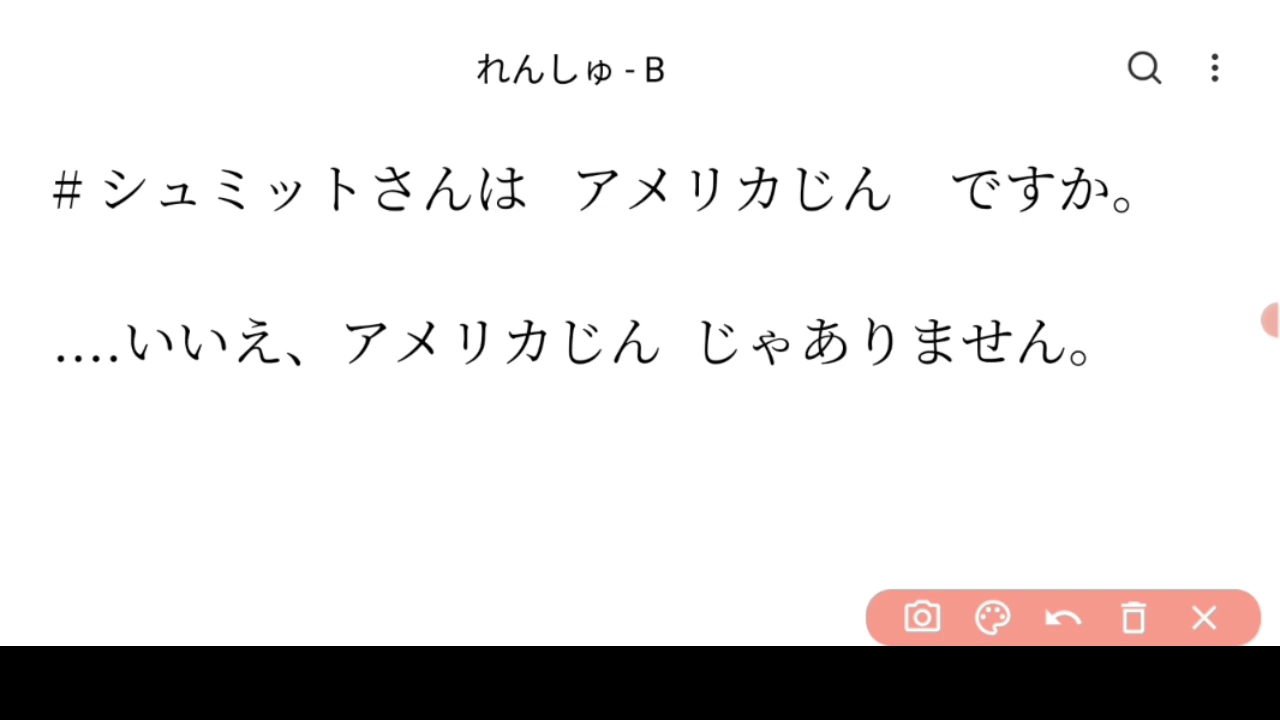 れんしゅ - B
# シュミットさんは アメリカじん ですか。
....いいえ、アメリカじん じゃありません。